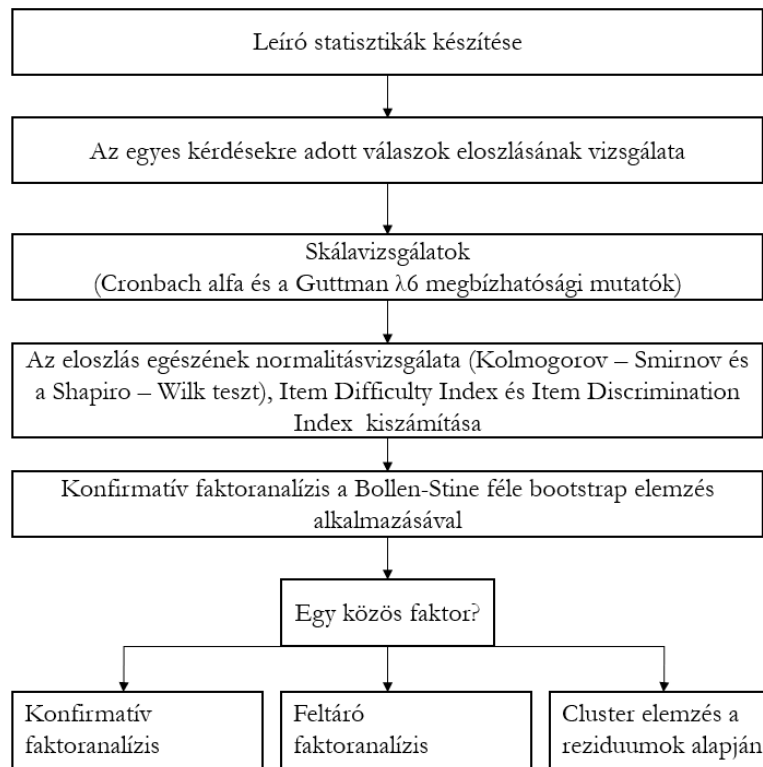 Leíró statisztikák készítése
Az egyes kérdésekre adott válaszok eloszlásának vizsgálata
Skálavizsgálatok
(Cronbach alfa és a Guttman λ6 megbízhatósági mutatók)
Az eloszlás egészének normalitásvizsgálata (Kolmogorov – Smirnov és
a Shapiro – Wilk teszt), Item Difficulty Index és Item Discrimination
Index kiszámítása
Konfirmatív faktoranalízis a Bollen-Stine féle bootstrap elemzés
alkalmazásával
Egy közös faktor?
Konfirmatív
faktoranalízis
Feltáró
faktoranalízis
Cluster elemzés a
reziduumok alapján